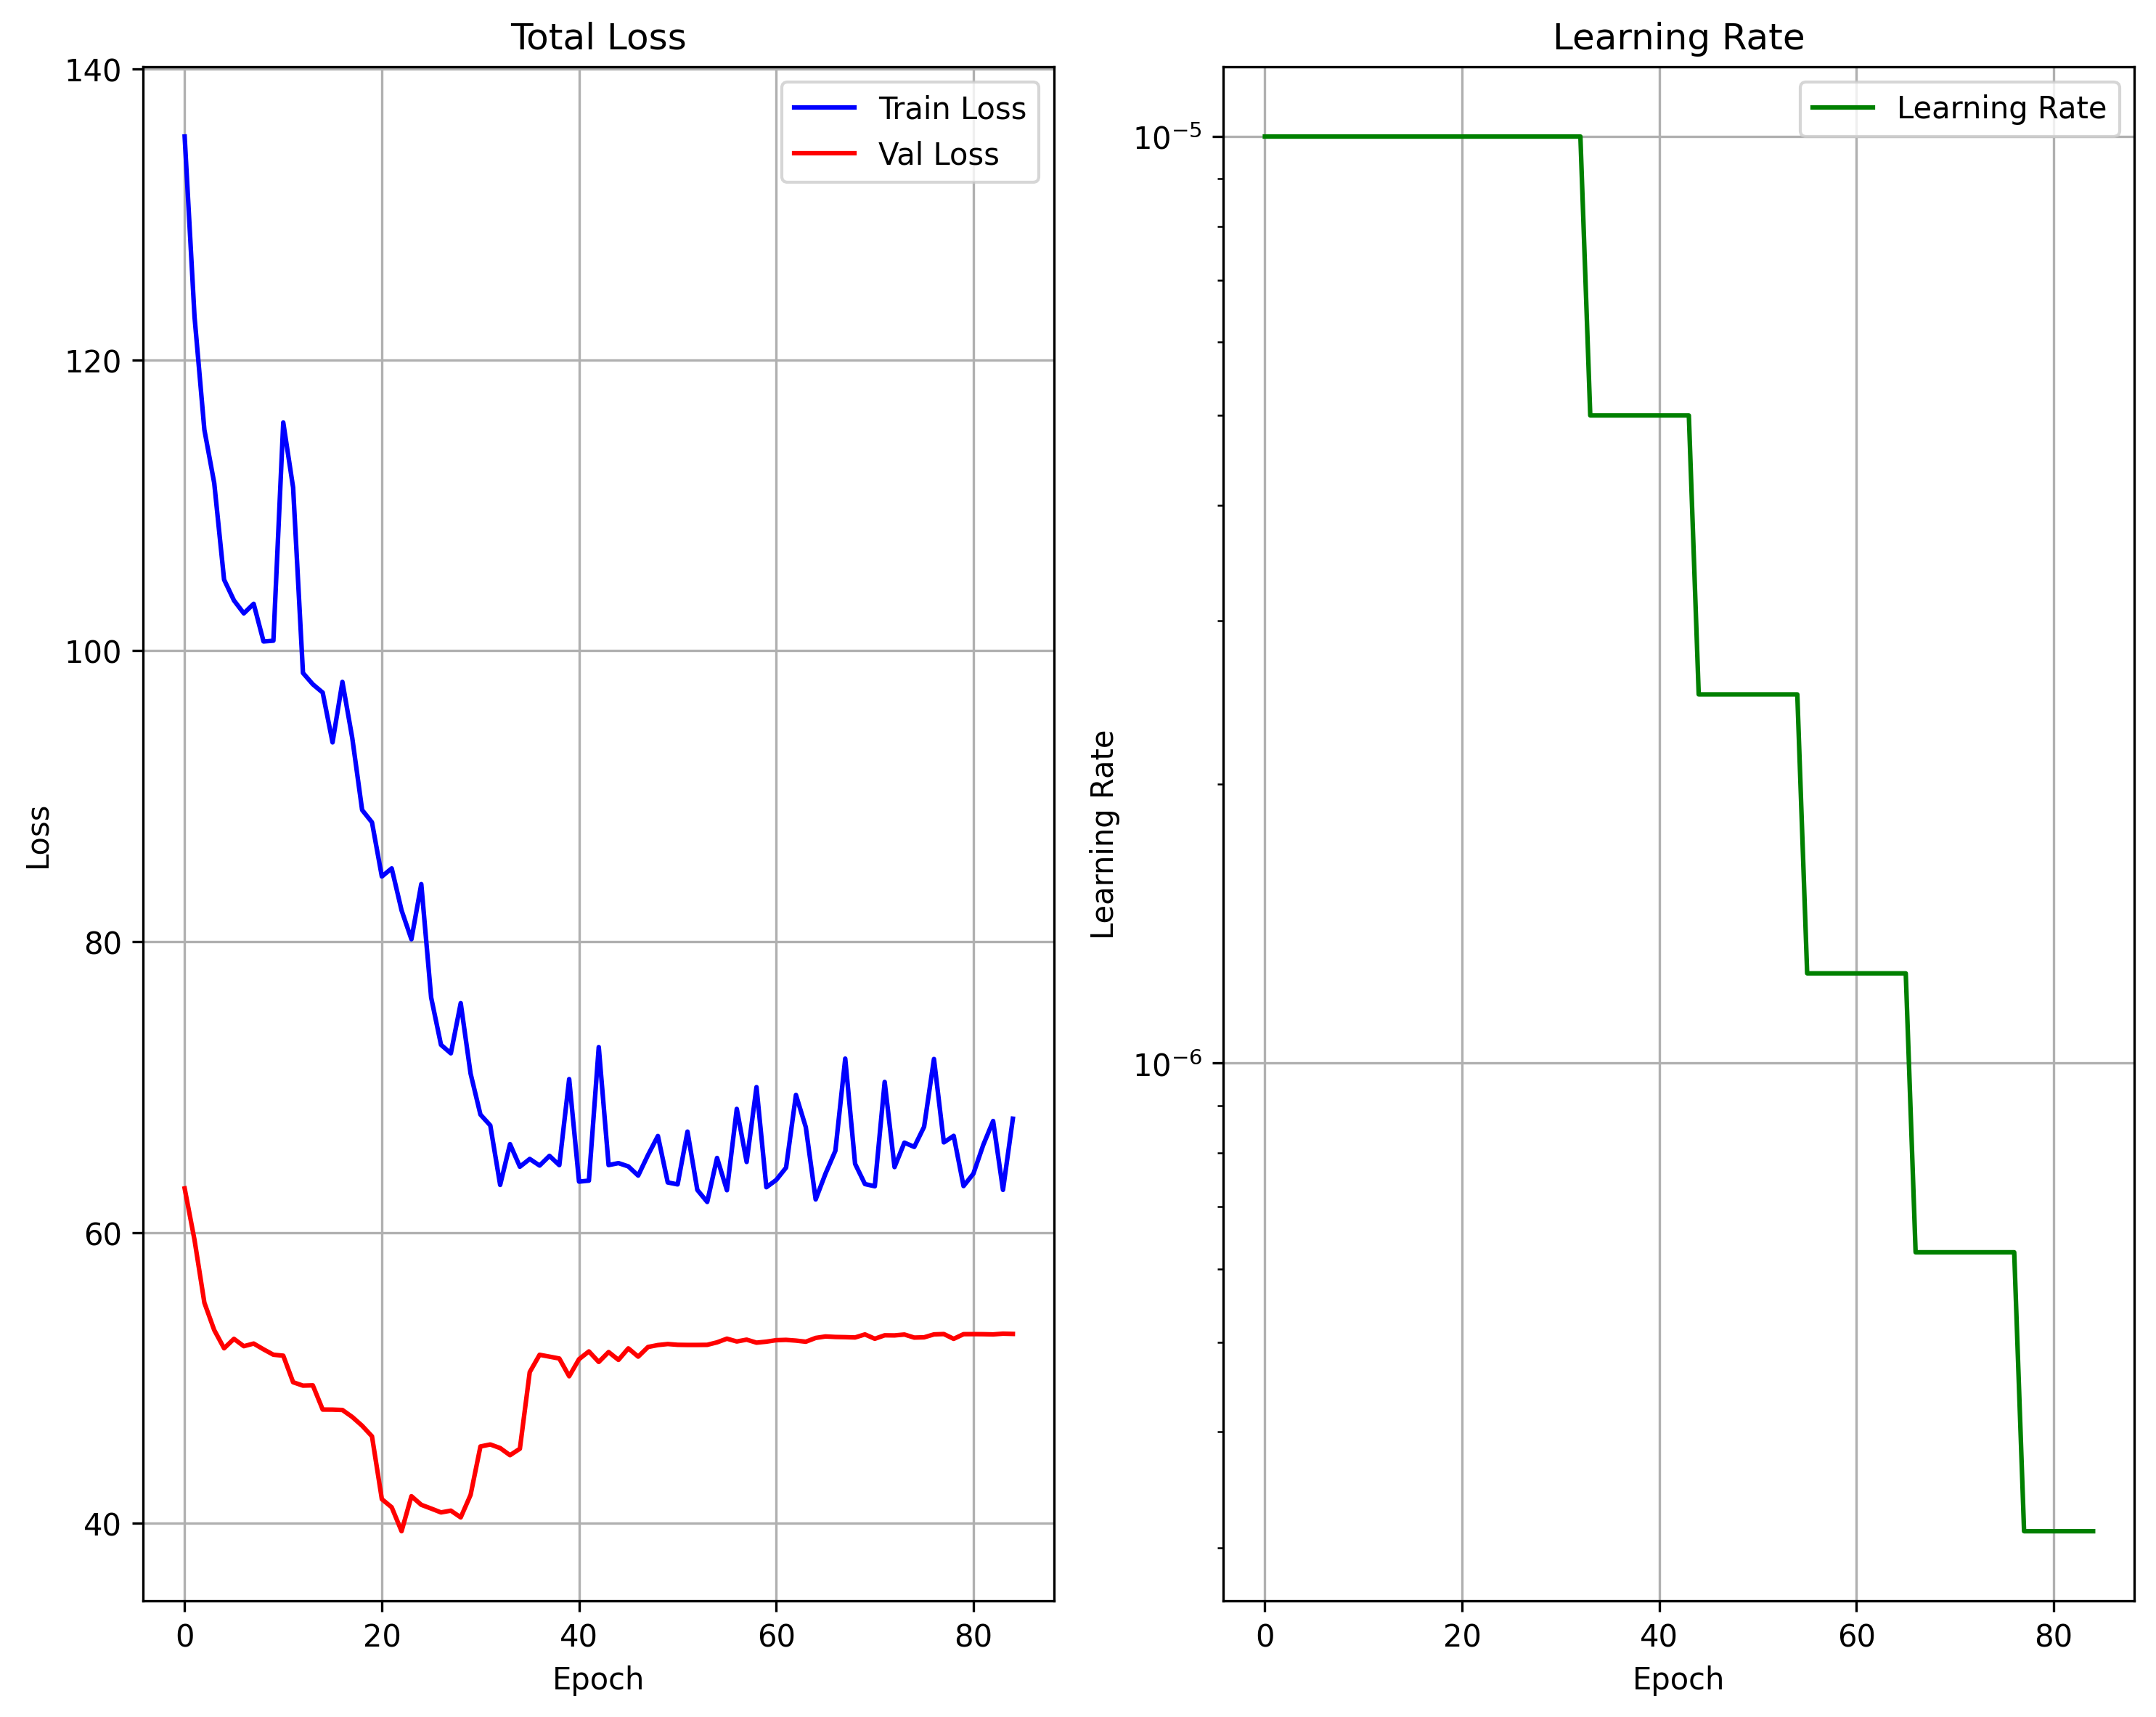 Total Loss
140
120
100
80
60
40
Loss
0 20 40 60 80
Epoch
Train Loss
Val Loss
Learning Rate
10⁻⁵
10⁻⁶
Learning Rate
0 20 40 60 80
Epoch
Learning Rate